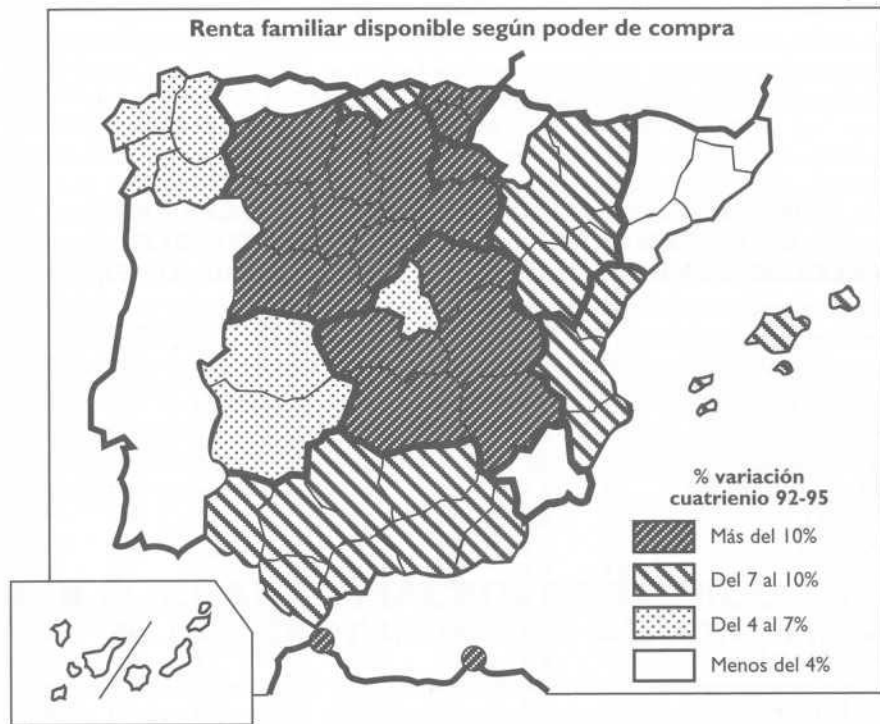 Renta familiar disponible según poder de compra
% variación
cuatrienio 92-95
Más del 10%
Del 7 al 10%
Del 4 al 7%
Menos del 4%